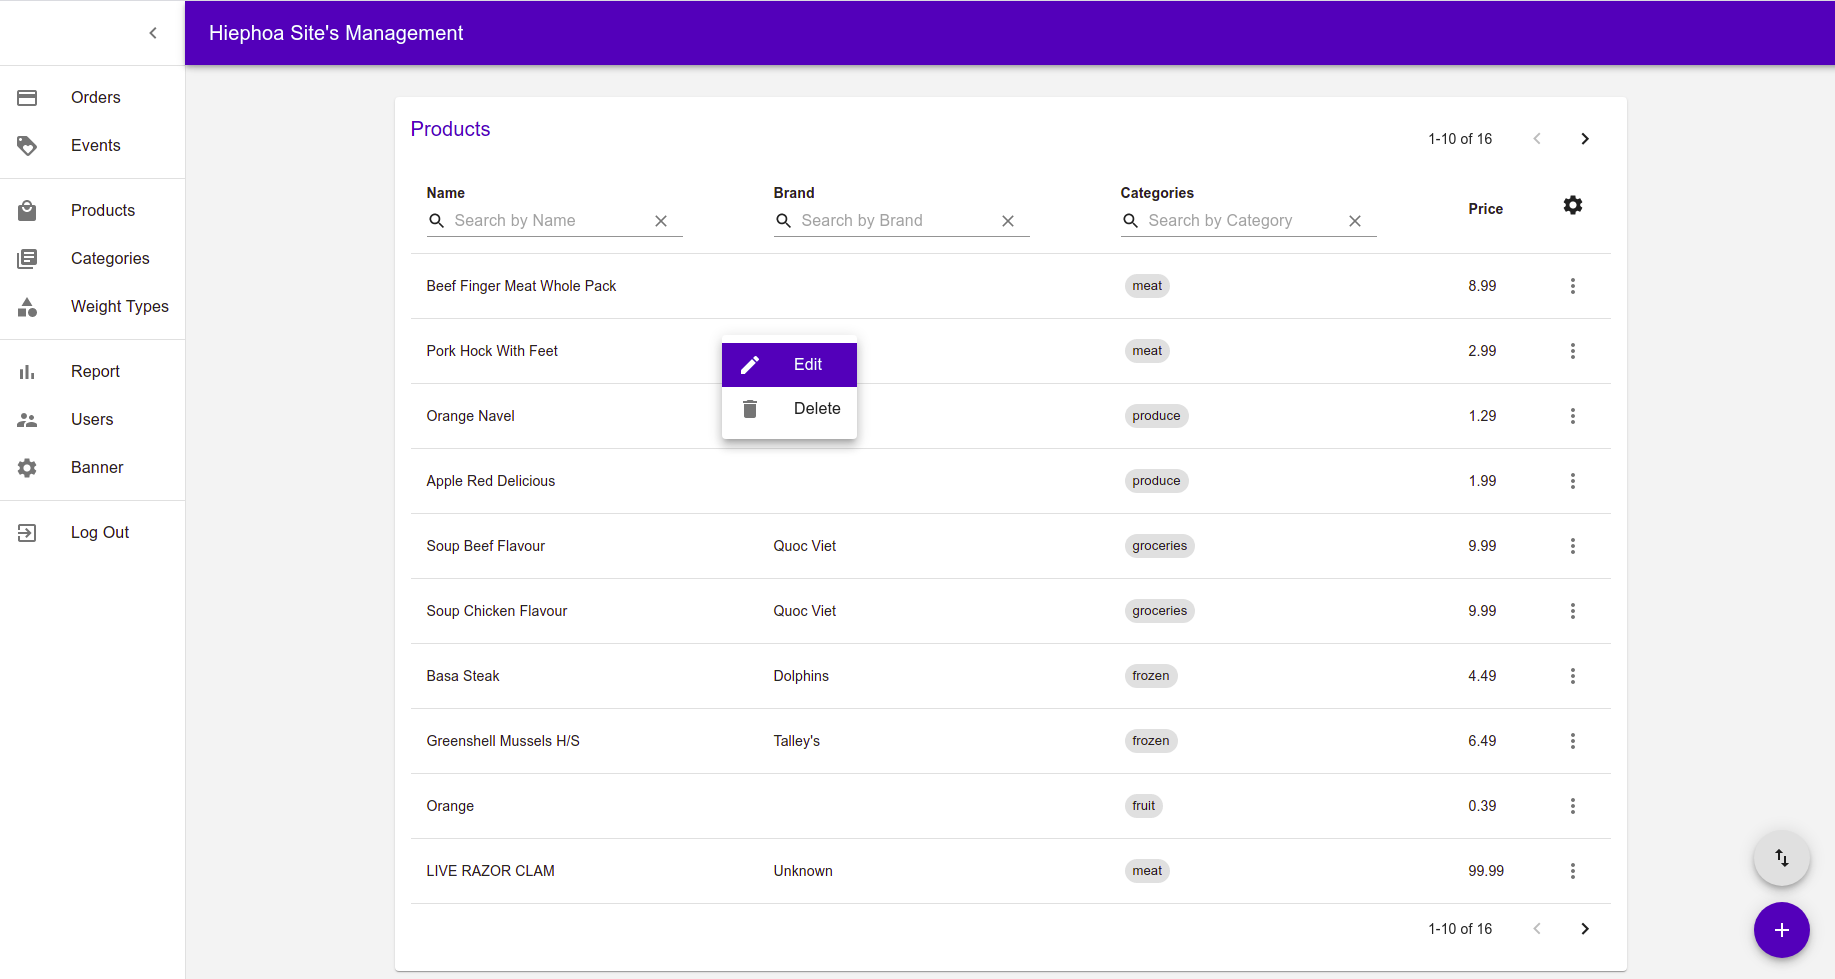 Hiephoa Site's Management
Orders
Events
Products
Categories
Weight Types
Report
Users
Banner
Log Out
Products
1-10 of 16
Name
Brand
Categories
Price
Search by Name
Search by Brand
Search by Category
Beef Finger Meat Whole Pack meat 8.99
Pork Hock With Feet meat 2.99
Edit
Delete
Orange Navel produce 1.29
Apple Red Delicious produce 1.99
Soup Beef Flavour Quoc Viet groceries 9.99
Soup Chicken Flavour Quoc Viet groceries 9.99
Basa Steak Dolphins frozen 4.49
Greenshell Mussels H/S Talley's frozen 6.49
Orange fruit 0.39
LIVE RAZOR CLAM Unknown meat 99.99
1-10 of 16